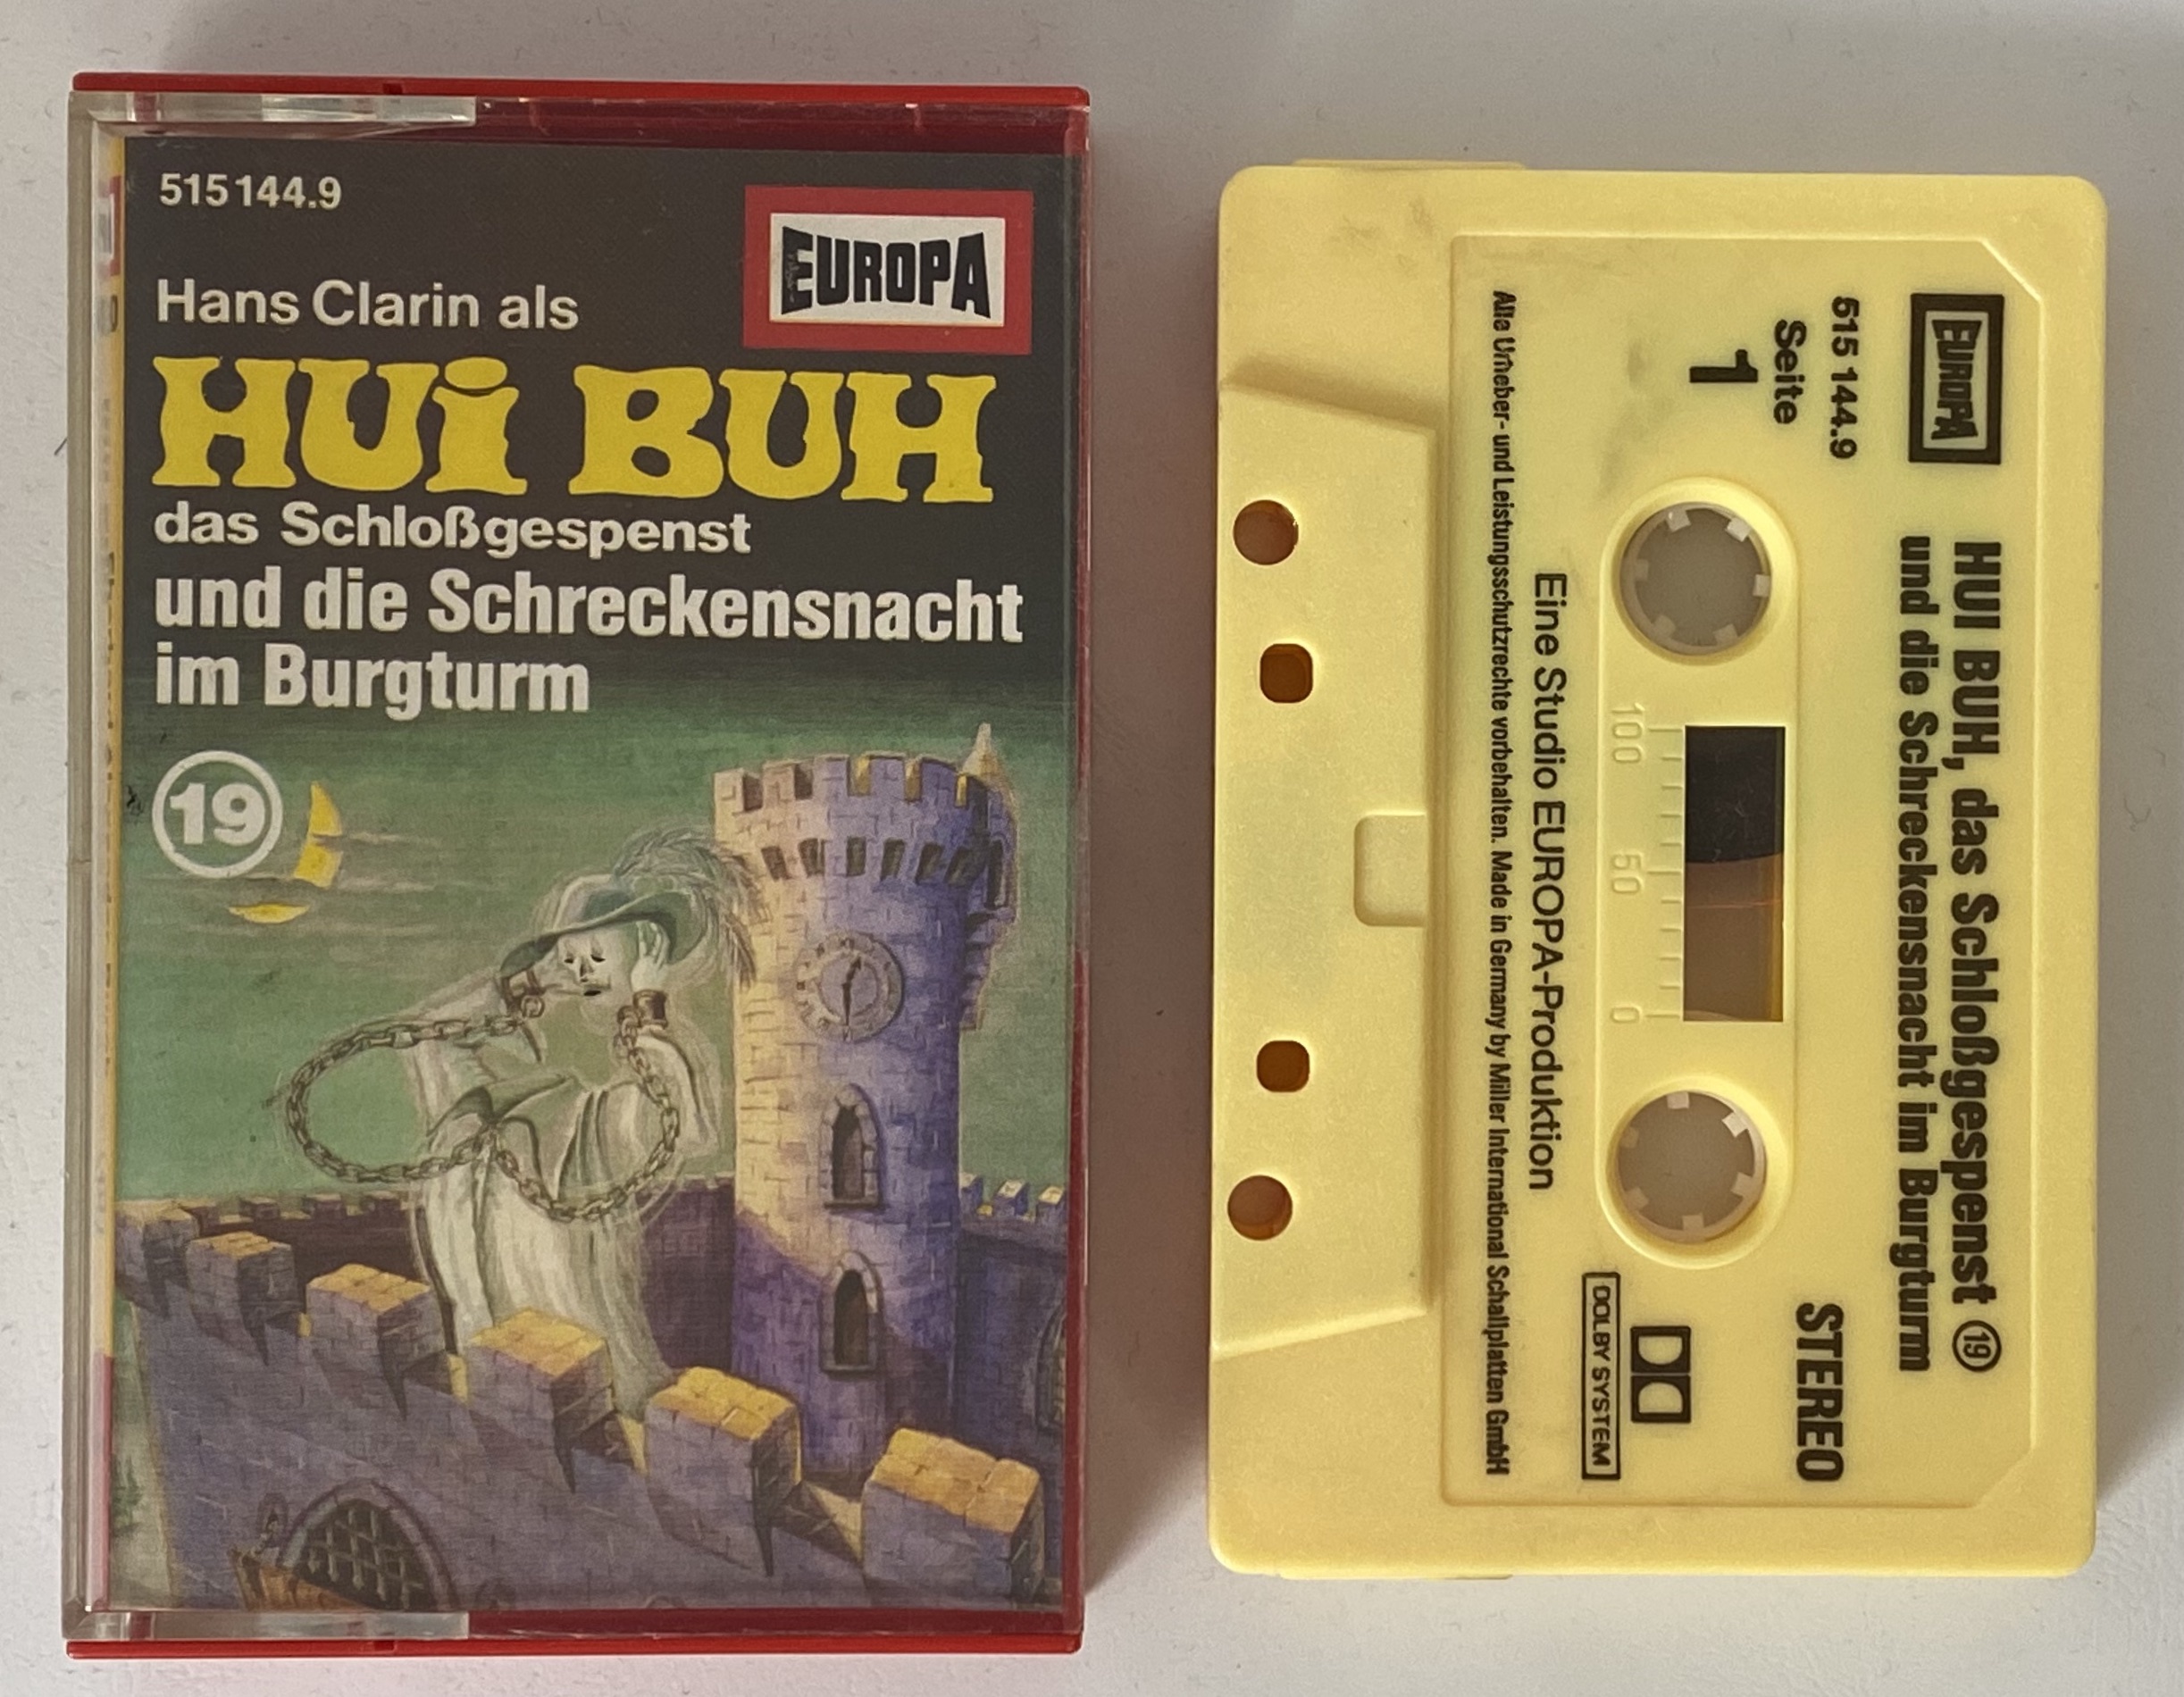 515 144.9
EUROPA
Hans Clarin als
HUi BUH
das Schloßgespenst
und die Schreckensnacht
im Burgturm
19
EUROPA
515 144.9
Seite
1
HUI BUH, das Schloßgespenst 19
und die Schreckensnacht im Burgturm
STEREO
100 50 0
DOLBY SYSTEM
Eine Studio EUROPA-Produktion
Alle Urheber- und Leistungsschutzrechte vorbehalten. Made in Germany by Miller International Schallplatten GmbH